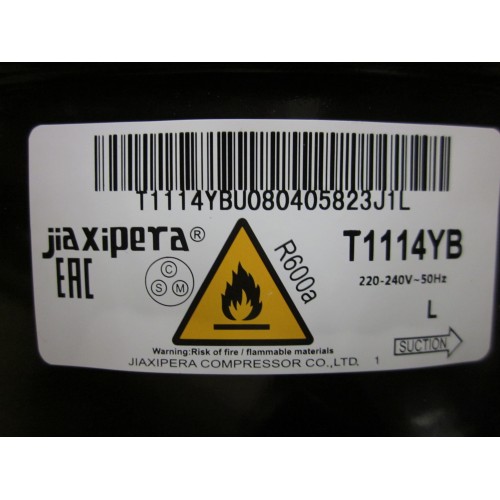 T1114YBU080405823J1L
jiaxipera®
T1114YB
EAC
C
S M
R600a
220-240V~50Hz
L
SUCTION
Warning:Risk of fire / flammable materials
JIAXIPERA COMPRESSOR CO.,LTD. 1